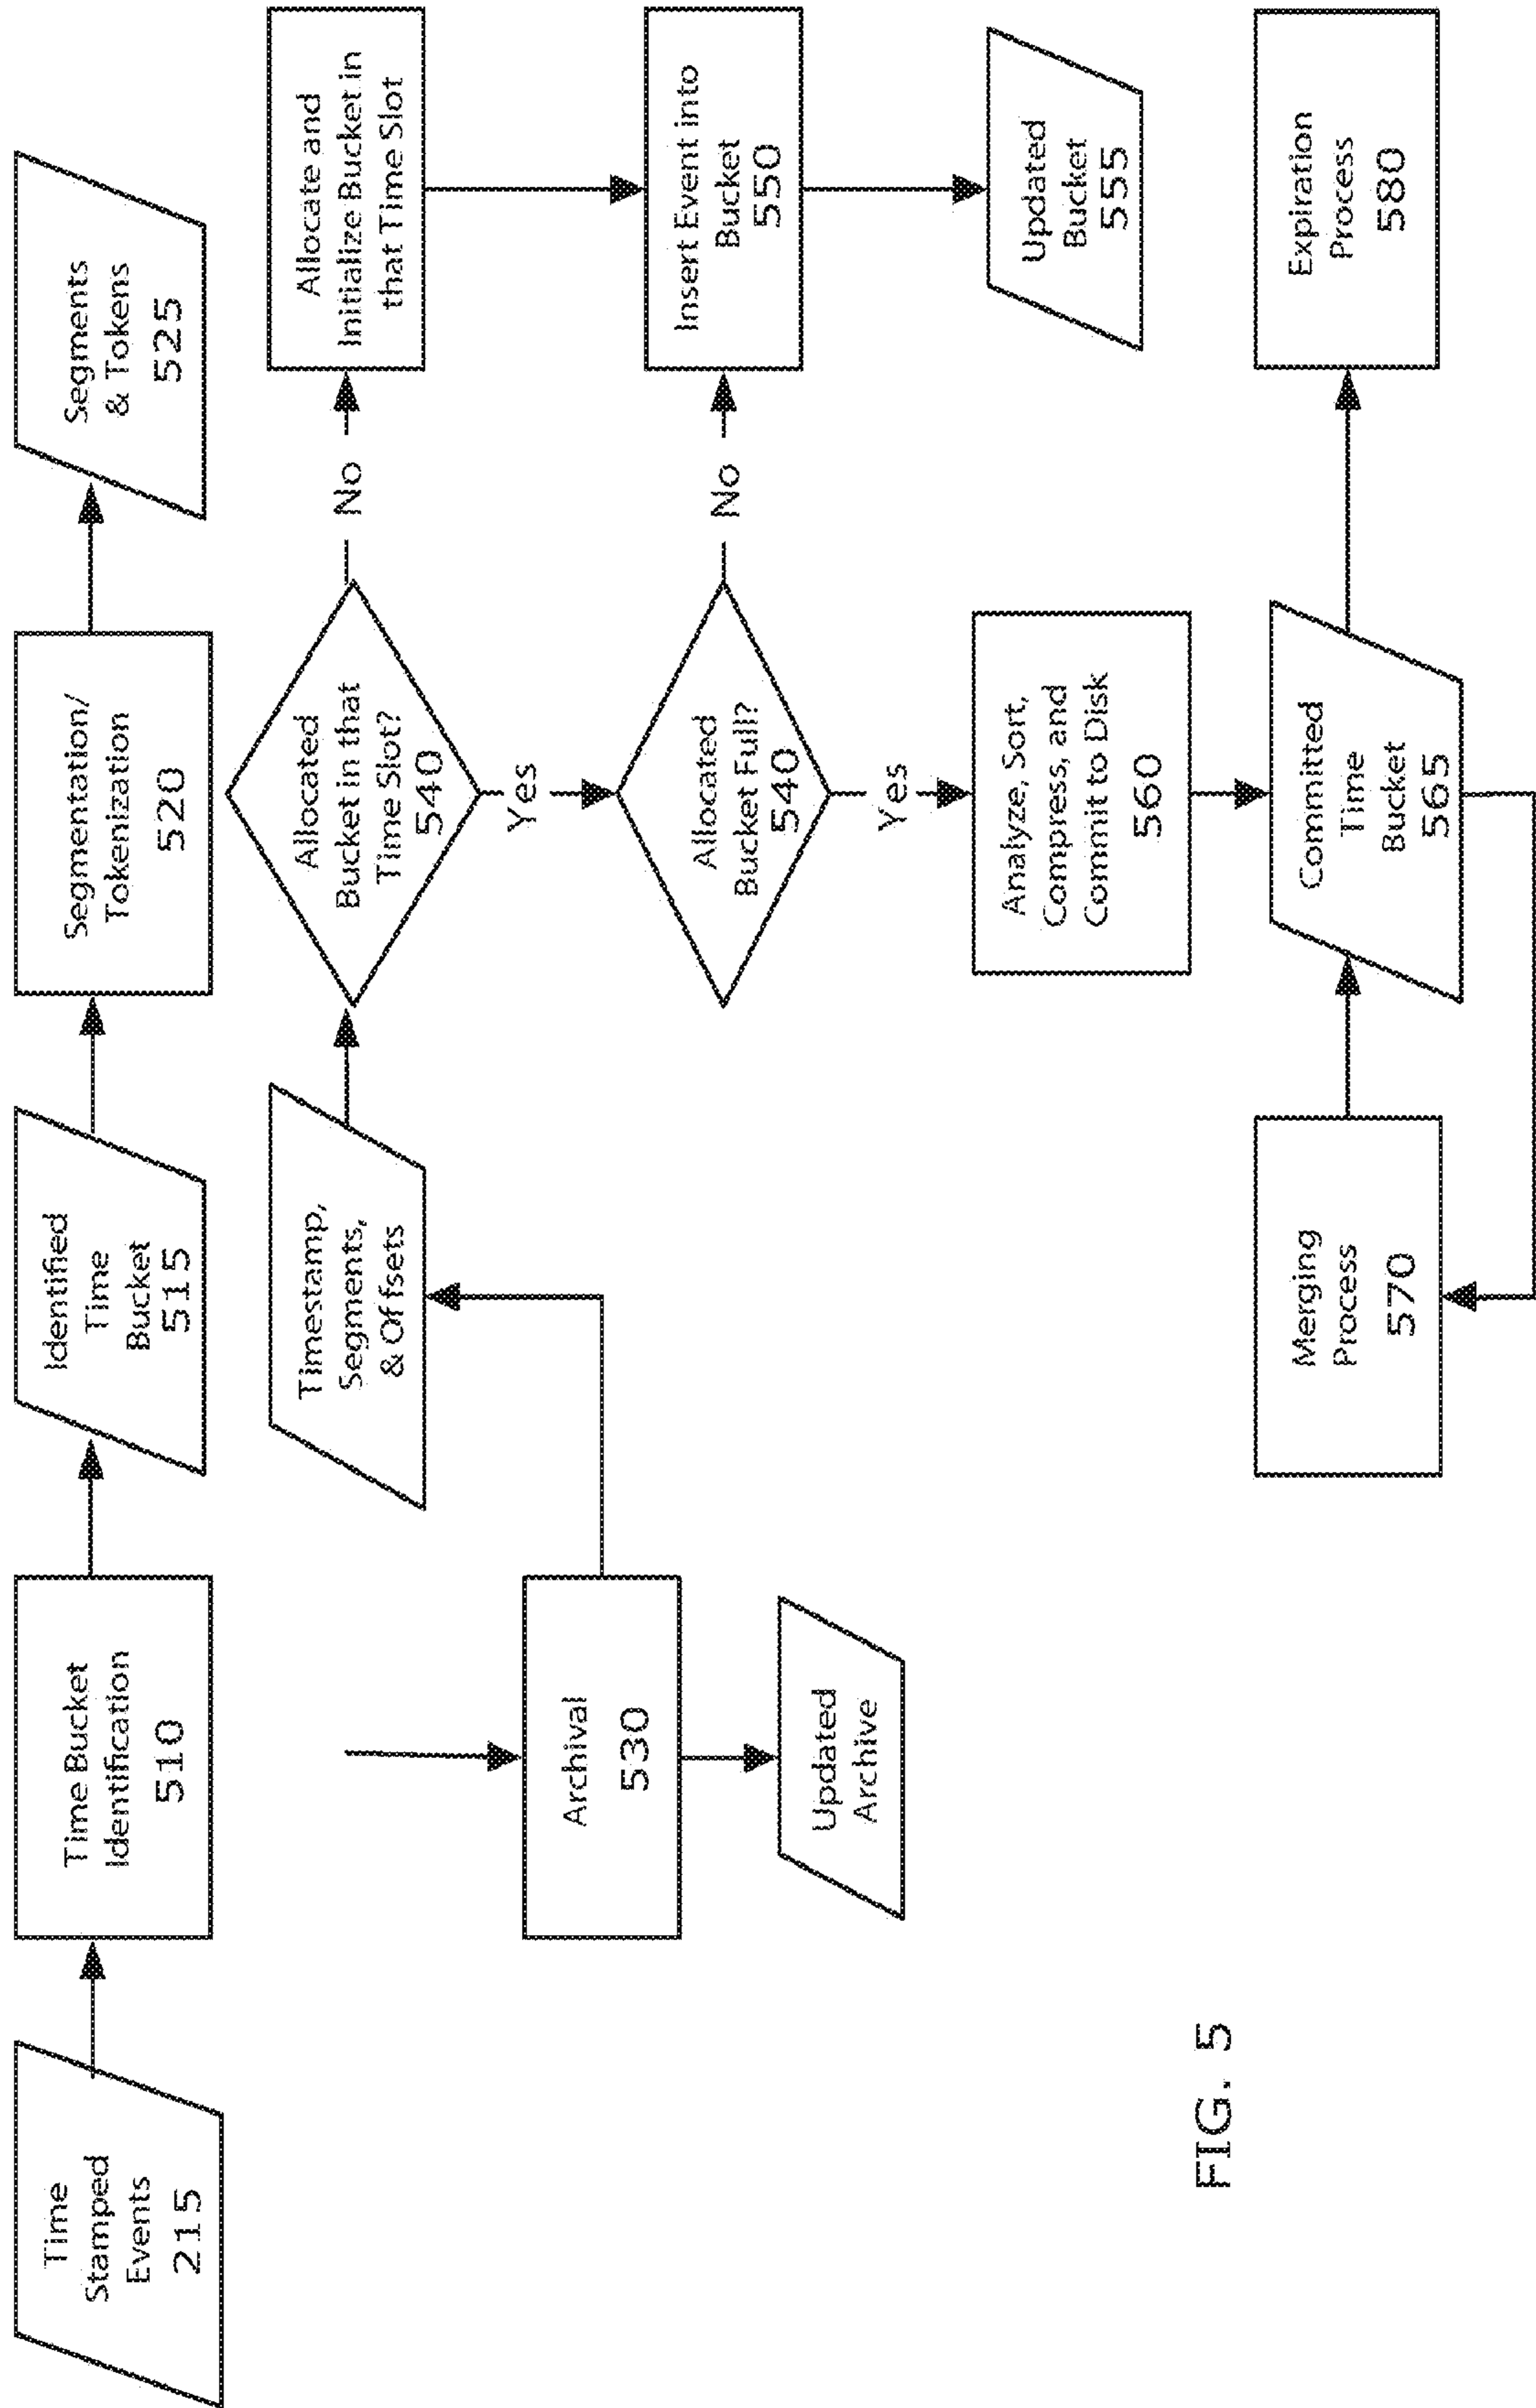 Time
Stamped
Events
215
Time Bucket
Identification
510
Identified
Time
Bucket
515
Segmentation/
Tokenization
520
Segments
& Tokens
525
Timestamp,
Segments,
& Offsets
Allocated
Bucket in that
Time Slot?
540
No
Allocate and
Initialize Bucket in
that Time Slot
Yes
Archival
530
Updated
Archive
Allocated
Bucket Full?
540
No
Insert Event into
Bucket
550
Yes
Updated
Bucket
555
Analyze, Sort,
Compress, and
Commit to Disk
560
Merging
Process
570
Committed
Time
Bucket
565
Expiration
Process
580
FIG. 5